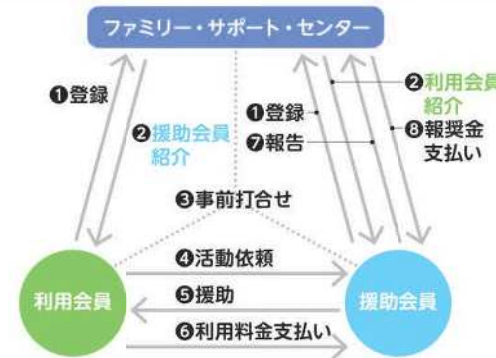 ファミリー・サポート・センター
❶登録
❷援助会員
紹介
❶登録
❼報告
❷利用会員
紹介
❽報奨金
支払い
❸事前打合せ
❹活動依頼
❺援助
❻利用料金支払い
利用会員
援助会員